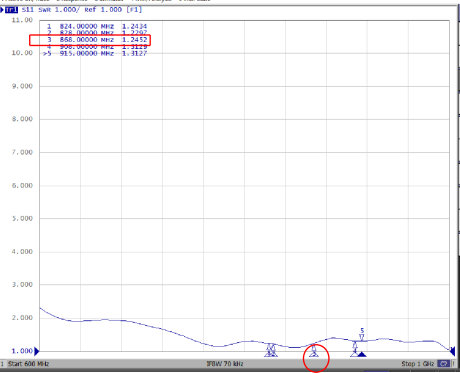 Tr1 S11 SWR 1.000/ Ref 1.000 [F1]
11.00
1 824.00000 MHz 1.2434
2 828.00000 MHz 1.2297
3 868.00000 MHz 1.2452
4 908.00000 MHz 1.3129
>5 915.00000 MHz 1.3127
10.00
9.000
8.000
7.000
6.000
5.000
4.000
3.000
2.000
1.000
5
1 Start 600 MHz IFBW 70 kHz Stop 1 GHz